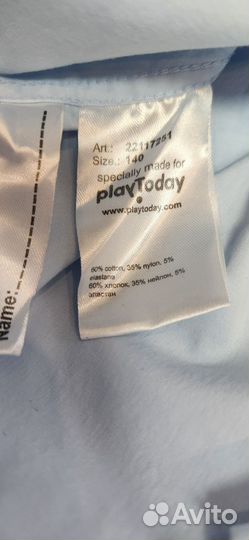 Art.: 22117251
Size.: 140
specially made for
playToday
www.playtoday.com
60% cotton, 35% nylon, 5%
elastane
60% хлопок, 35% нейлон, 5%
эластан
Name:
Avito